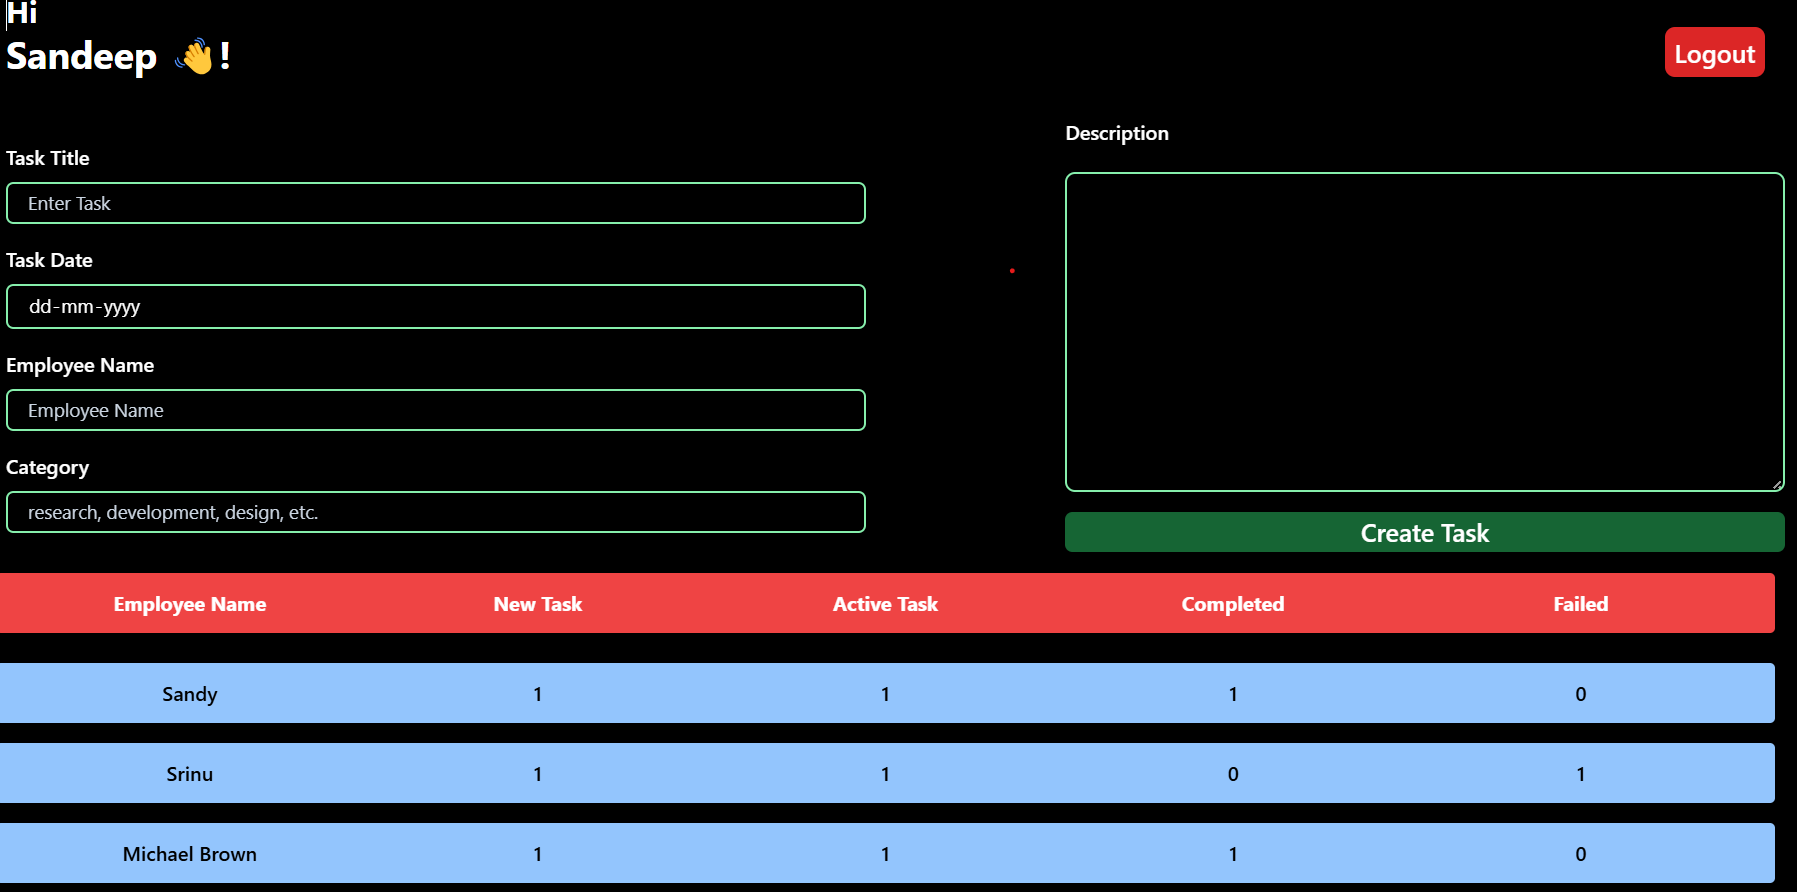 Hi
Sandeep 👋!
Logout
Task Title
Enter Task
Task Date
dd-mm-yyyy
Employee Name
Employee Name
Category
research, development, design, etc.
Description
Create Task
Employee Name New Task Active Task Completed Failed
Sandy 1 1 1 0
Srinu 1 1 0 1
Michael Brown 1 1 1 0